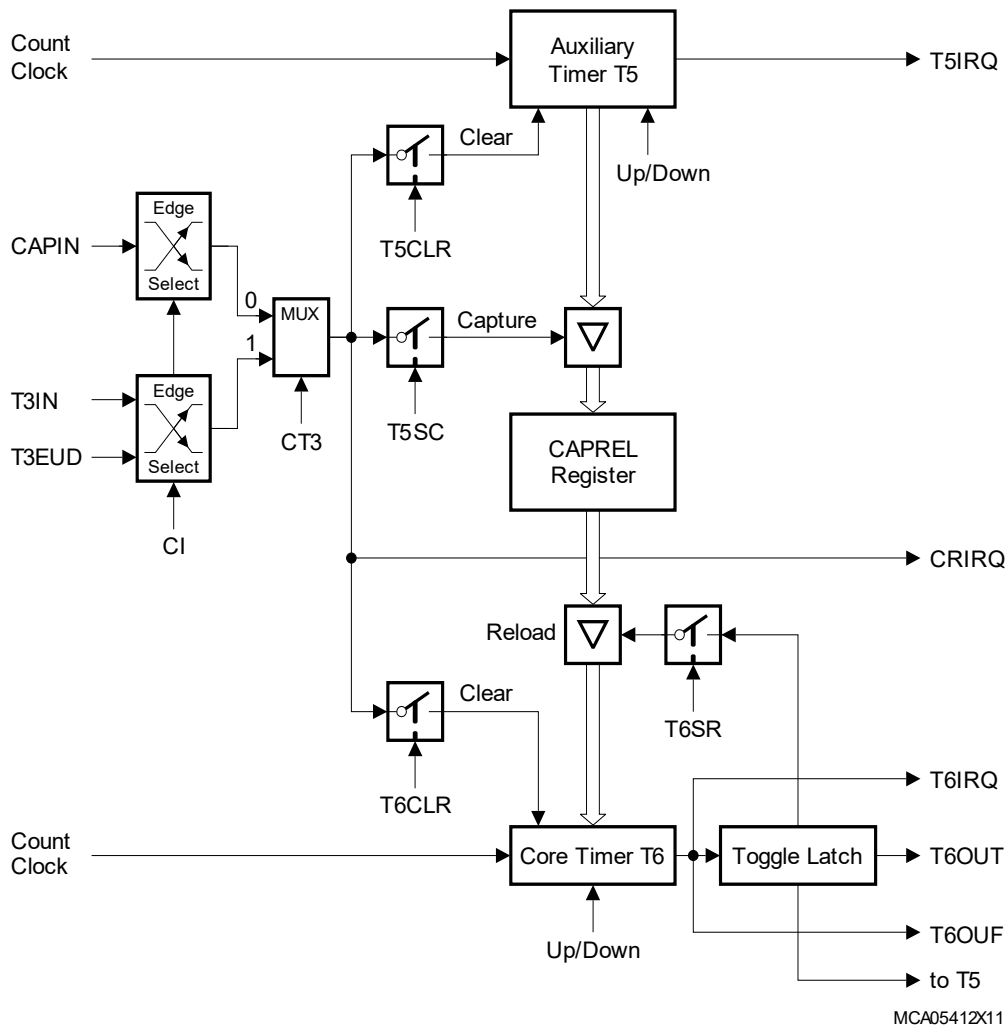 Count
Clock
Auxiliary
Timer T5
T5IRQ
Clear
Up/Down
T5CLR
Edge
Select
CAPIN
0
MUX
1
Capture
T5SC
CT3
T3IN
T3EUD
Edge
Select
CI
CAPREL
Register
CRIRQ
Reload
T6SR
Clear
T6CLR
T6IRQ
Count
Clock
Core Timer T6
Toggle Latch
T6OUT
T6OUF
Up/Down
to T5
MCA05412X11